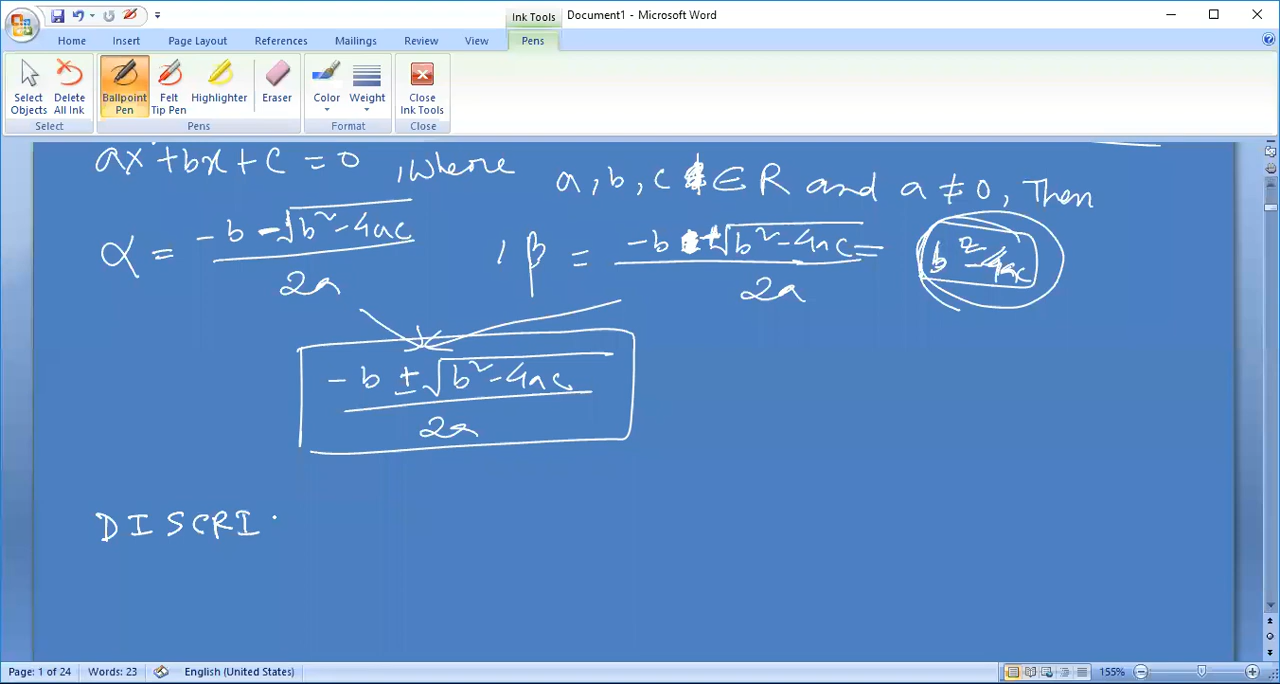 Ink Tools
Document1 - Microsoft Word
Home Insert Page Layout References Mailings Review View Pens
Select Objects
Delete All Ink
Ballpoint Pen
Felt Tip Pen
Highlighter
Eraser
Color
Weight
Close Ink Tools
Select Pens Format Close
ax²+bx+c=0, where a, b, c ∈ R and a ≠ 0, Then
α = (-b - √(b²-4ac)) / 2a , β = (-b + √(b²-4ac)) / 2a = b²-4ac
(-b ± √(b²-4ac)) / 2a
DISCRI
Page: 1 of 24 Words: 23 English (United States) 155%